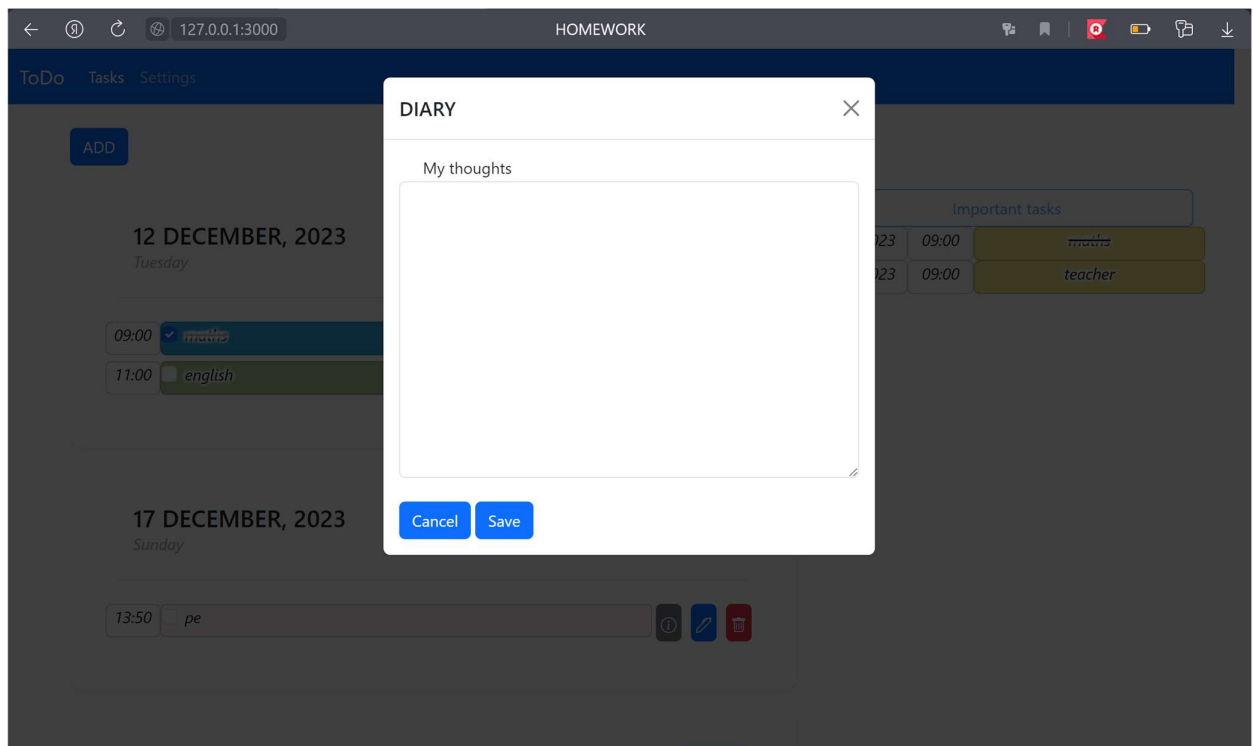 127.0.0.1:3000
HOMEWORK
ToDo Tasks Settings
DIARY
My thoughts
Cancel Save
ADD
12 DECEMBER, 2023
Tuesday
09:00 maths
11:00 english
17 DECEMBER, 2023
Sunday
13:50 pe
Important tasks
023 09:00 maths
023 09:00 teacher